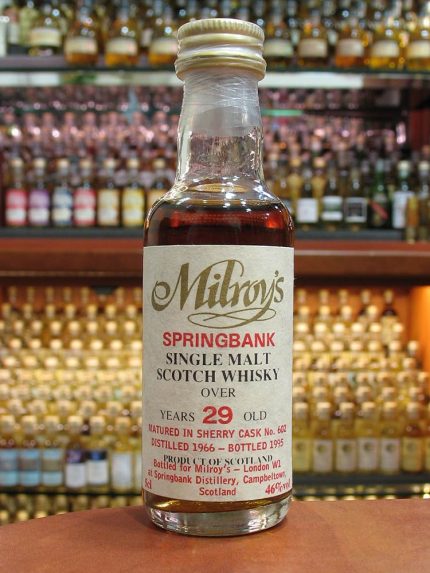 Milroy's
SPRINGBANK
SINGLE MALT
SCOTCH WHISKY
OVER
YEARS 29 OLD
MATURED IN SHERRY CASK No. 602
DISTILLED 1966 – BOTTLED 1995
PRODUCT OF SCOTLAND
Bottled for Milroy's – London W1
at Springbank Distillery, Campbeltown,
Scotland
5cl 46%vol